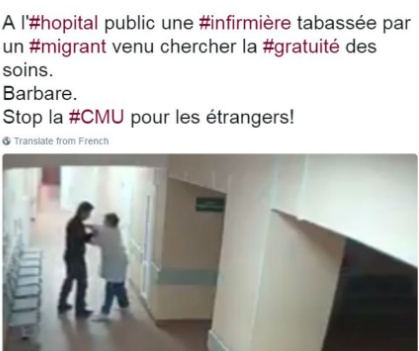 A l'#hopital public une #infirmière tabassée par
un #migrant venu chercher la #gratuité des
soins.
Barbare.
Stop la #CMU pour les étrangers!
Translate from French